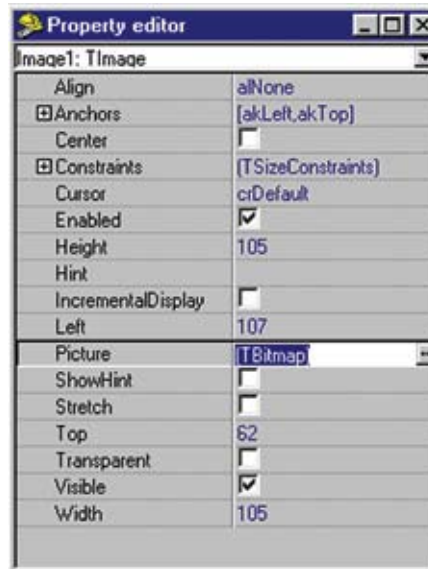 Property editor
Image1: TImage
Align alNone
Anchors [akLeft,akTop]
Center
Constraints (TSizeConstraints)
Cursor crDefault
Enabled
Height 105
Hint
IncrementalDisplay
Left 107
Picture (TBitmap)
ShowHint
Stretch
Top 62
Transparent
Visible
Width 105